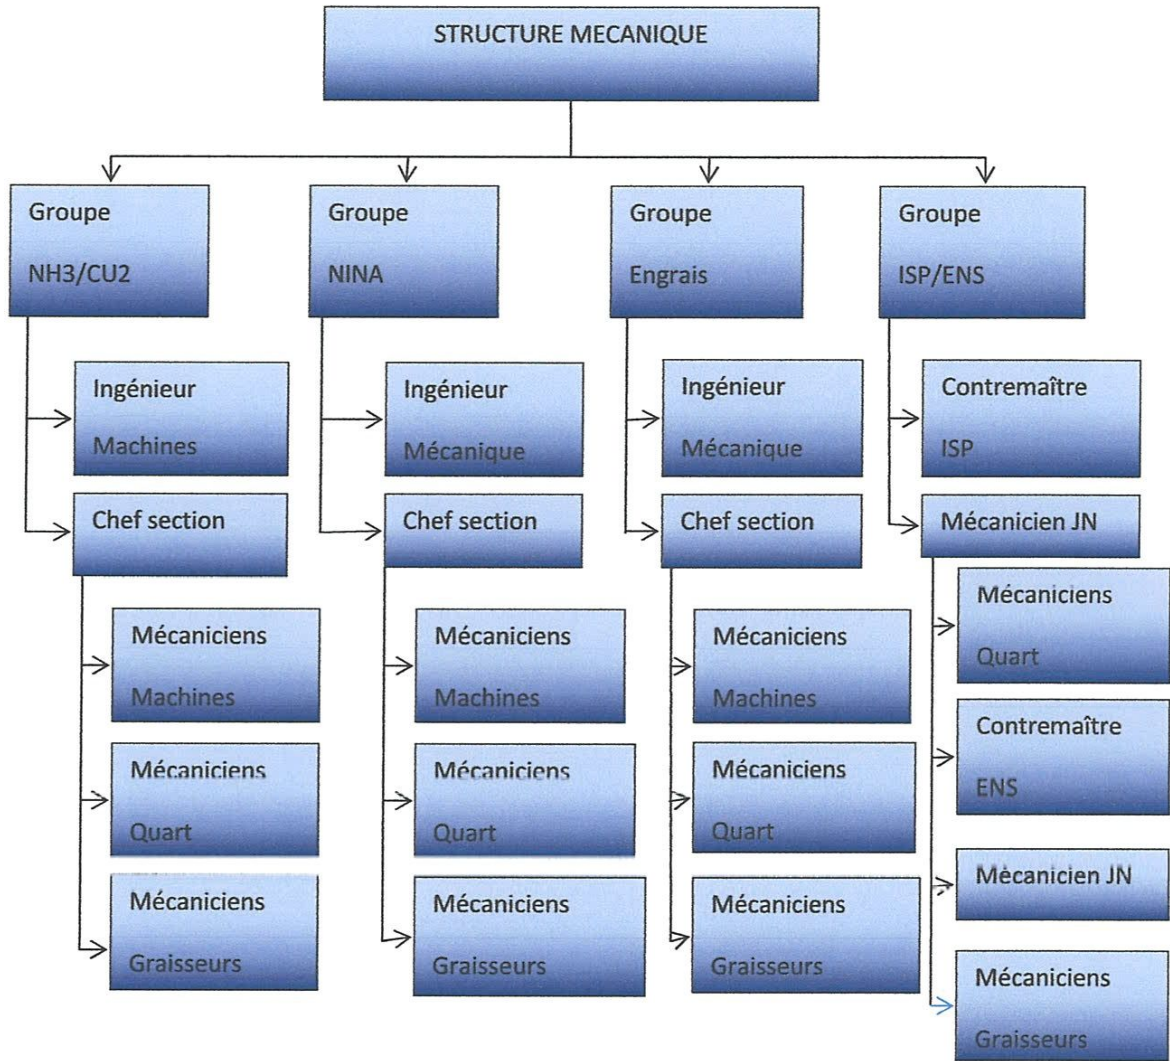 STRUCTURE MECANIQUE
Groupe
NH3/CU2
Ingénieur
Machines
Chef section
Mécaniciens
Machines
Mécaniciens
Quart
Mécaniciens
Graisseurs
Groupe
NINA
Ingénieur
Mécanique
Chef section
Mécaniciens
Machines
Mécaniciens
Quart
Mécaniciens
Graisseurs
Groupe
Engrais
Ingénieur
Mécanique
Chef section
Mécaniciens
Machines
Mécaniciens
Quart
Mécaniciens
Graisseurs
Groupe
ISP/ENS
Contremaître
ISP
Mécanicien JN
Mécaniciens
Quart
Contremaître
ENS
Mécanicien JN
Mécaniciens
Graisseurs